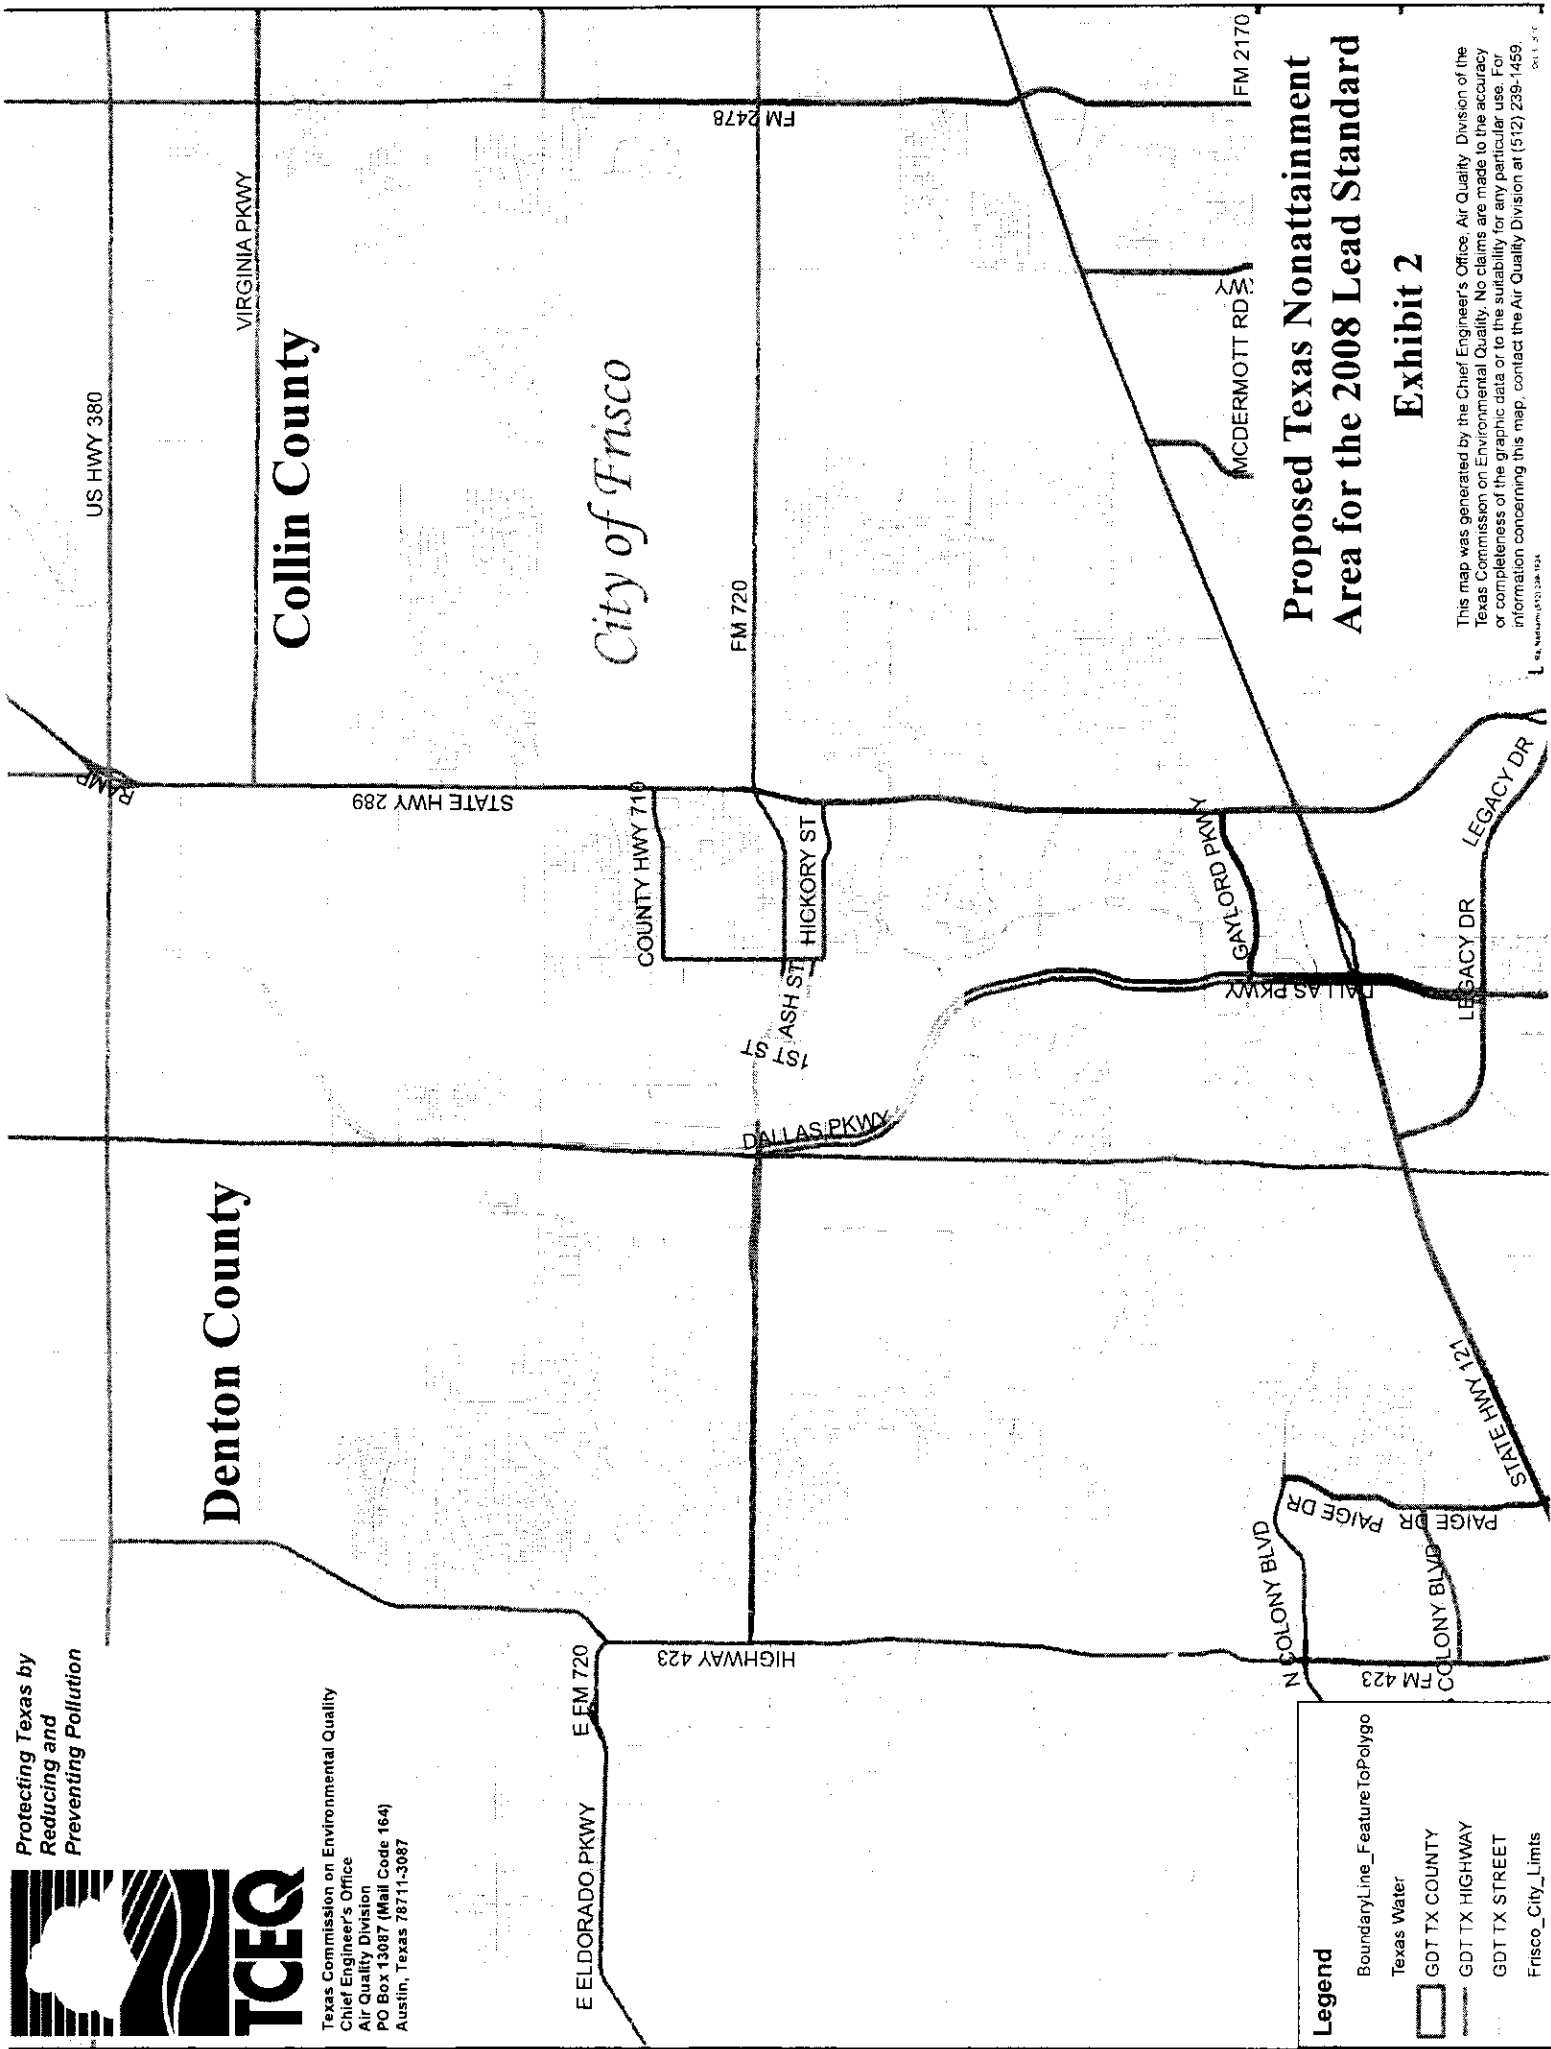 Protecting Texas by
Reducing and
Preventing Pollution
TCEQ
Texas Commission on Environmental Quality
Chief Engineer's Office
Air Quality Division
PO Box 13087 (Mail Code 164)
Austin, Texas 78711-3087
Denton County
Collin County
City of Frisco
US HWY 380
VIRGINIA PKWY
RAMP
STATE HWY 289
FM 2478
FM 720
COUNTY HWY 710
HICKORY ST
ASH ST
1ST ST
DALLAS PKWY
E FM 720
E ELDORADO PKWY
HIGHWAY 423
GAYLORD PKWY
DALLAS PKWY
MCDERMOTT RD
WY
FM 2170
LEGACY DR
LEGACY DR
STATE HWY 121
N COLONY BLVD
PAIGE DR
PAIGE DR
COLONY BLVD
FM 423
Legend
BoundaryLine_FeatureToPolygo
Texas Water
GDT TX COUNTY
GDT TX HIGHWAY
GDT TX STREET
Frisco_City_Limts
Proposed Texas Nonattainment
Area for the 2008 Lead Standard
Exhibit 2
This map was generated by the Chief Engineer's Office, Air Quality Division of the
Texas Commission on Environmental Quality. No claims are made to the accuracy
or completeness of the graphic data or to the suitability for any particular use. For
information concerning this map, contact the Air Quality Division at (512) 239-1459.